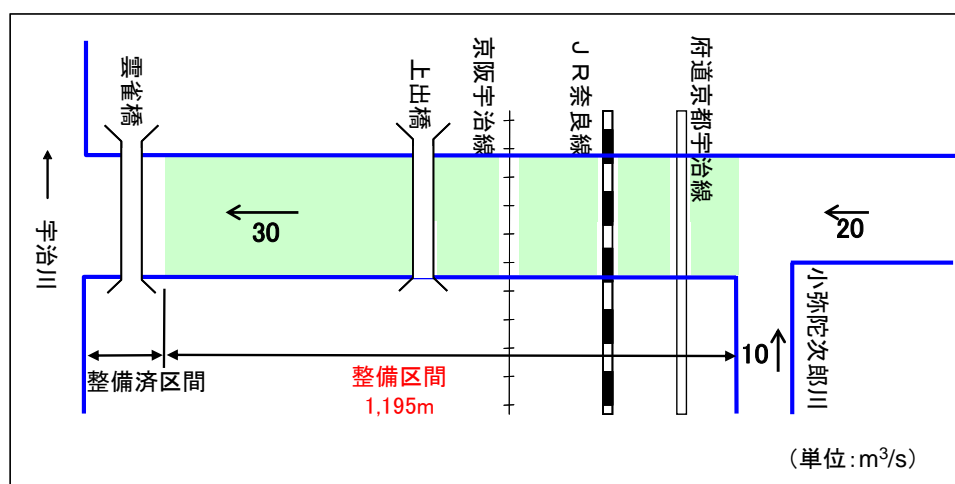 雲雀橋
上出橋
京阪宇治線
ＪＲ奈良線
府道京都宇治線
宇治川
30
20
小弥陀次郎川
10
整備済区間
整備区間
1,195m
（単位：m³/s）